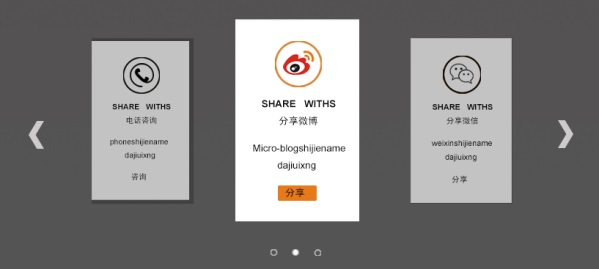 SHARE WITHS
电话咨询
phoneshijiename
dajiuixng
咨询
SHARE WITHS
分享微博
Micro-blogshijiename
dajiuixng
分享
SHARE WITHS
分享微信
weixinshijiename
dajiuixng
分享